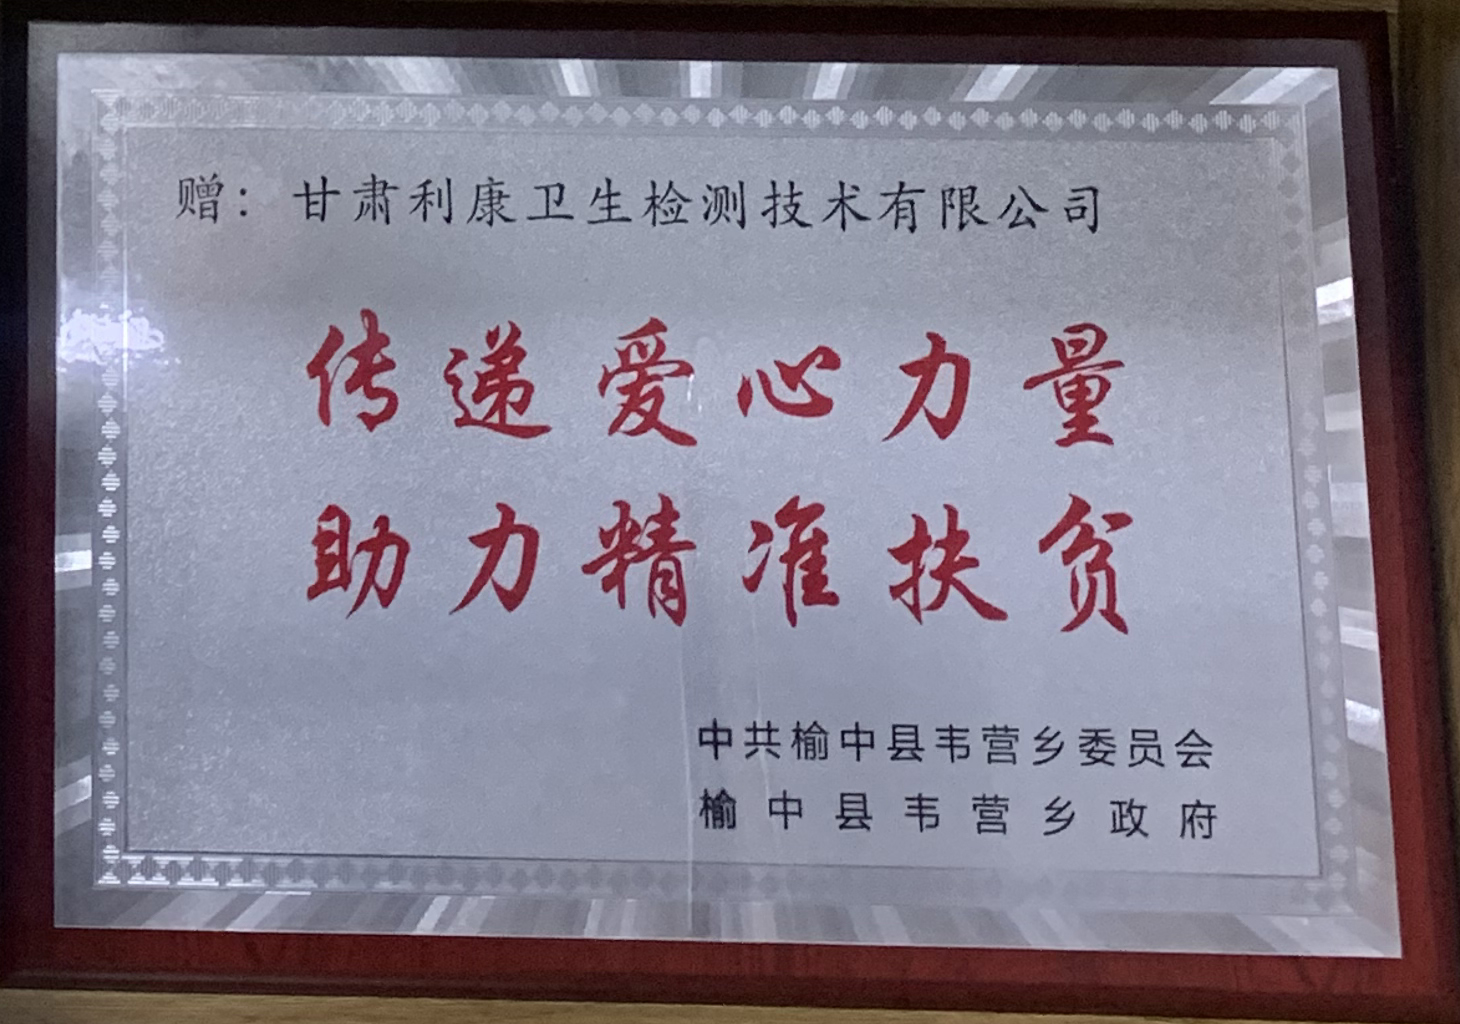 赠：甘肃利康卫生检测技术有限公司
传递爱心力量
助力精准扶贫
中共榆中县韦营乡委员会
榆中县韦营乡政府